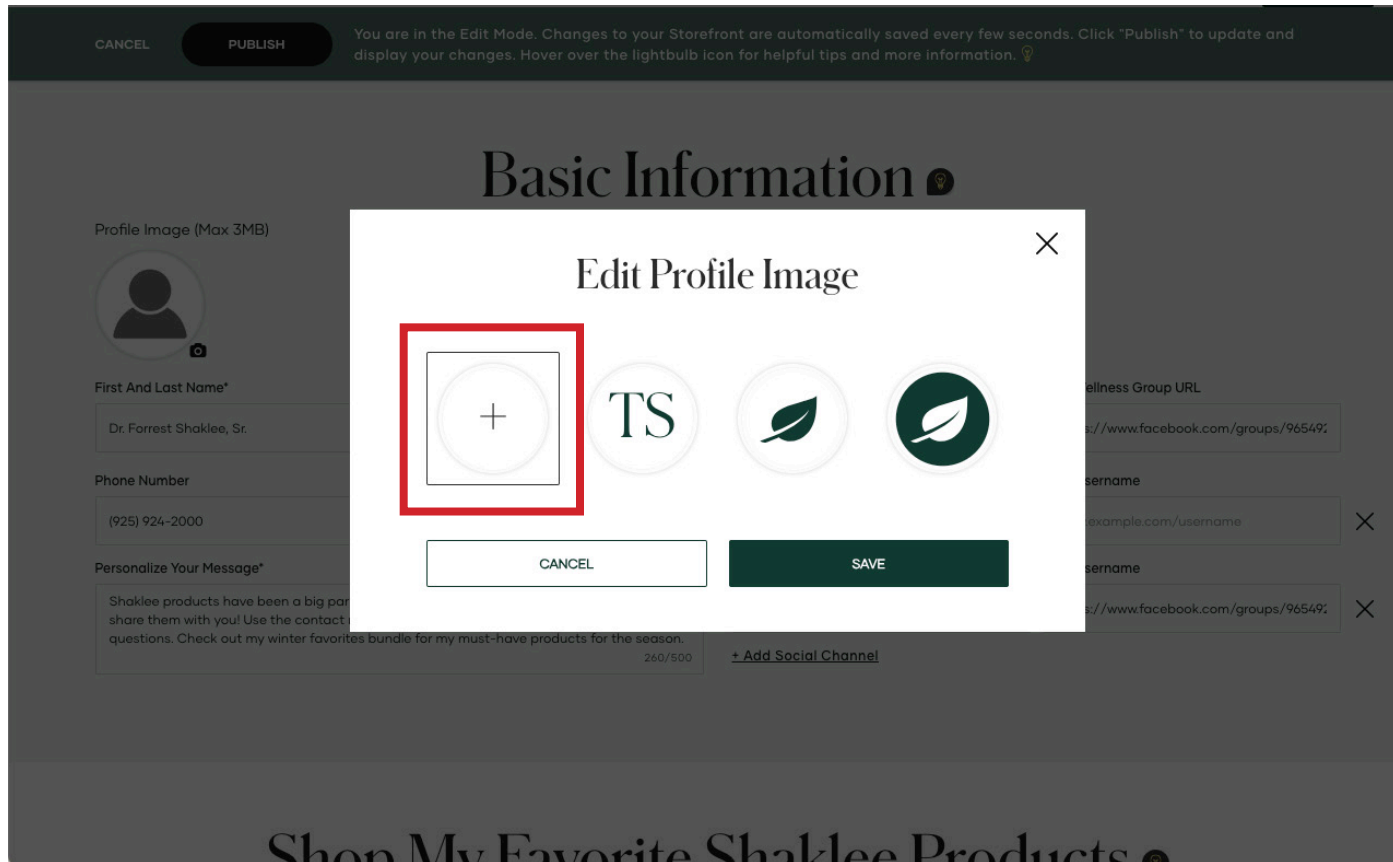 CANCEL
PUBLISH
You are in the Edit Mode. Changes to your Storefront are automatically saved every few seconds. Click "Publish" to update and
display your changes. Hover over the lightbulb icon for helpful tips and more information.
Basic Information
Profile Image (Max 3MB)
Edit Profile Image
TS
CANCEL
SAVE
First And Last Name*
Dr. Forrest Shaklee, Sr.
Phone Number
(925) 924-2000
Personalize Your Message*
Shaklee products have been a big par
share them with you! Use the contact
questions. Check out my winter favorites bundle for my must-have products for the season.
260/500
ellness Group URL
s://www.facebook.com/groups/96549
sername
example.com/username
sername
s://www.facebook.com/groups/96549
+ Add Social Channel
Shop My Favorite Shaklee Products